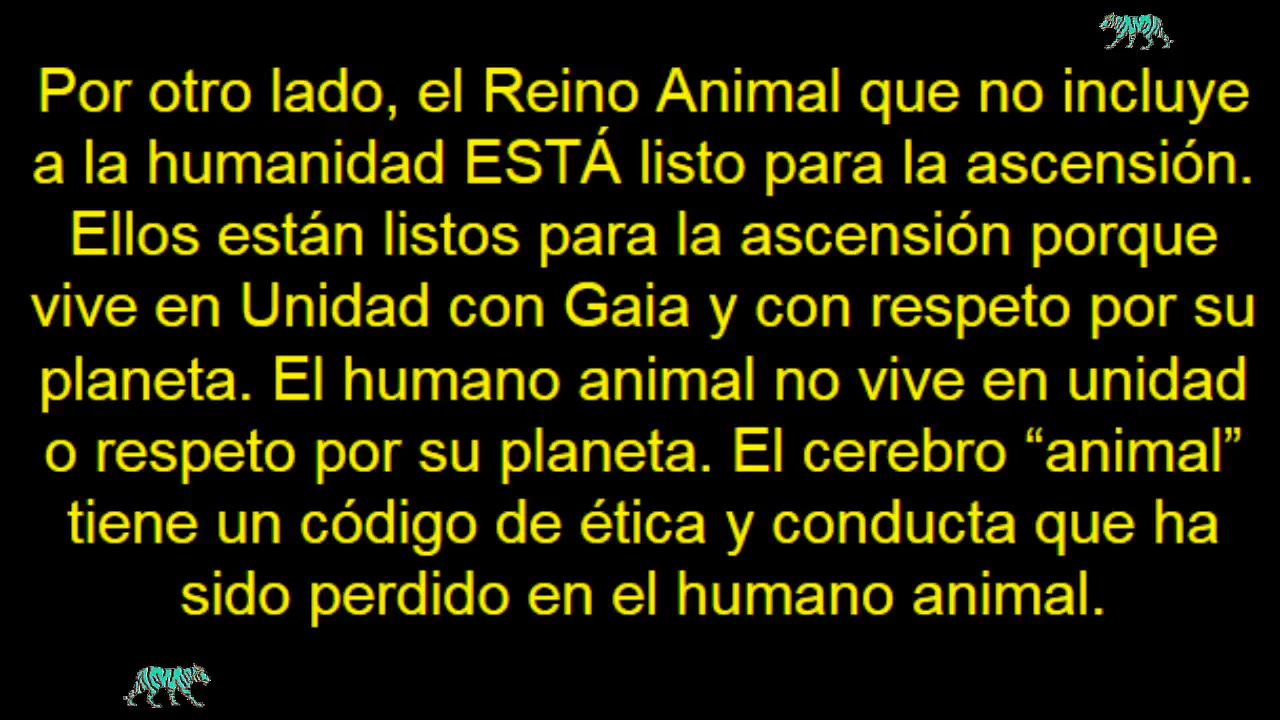 Por otro lado, el Reino Animal que no incluye
a la humanidad ESTÁ listo para la ascensión.
Ellos están listos para la ascensión porque
vive en Unidad con Gaia y con respeto por su
planeta. El humano animal no vive en unidad
o respeto por su planeta. El cerebro “animal”
tiene un código de ética y conducta que ha
sido perdido en el humano animal.